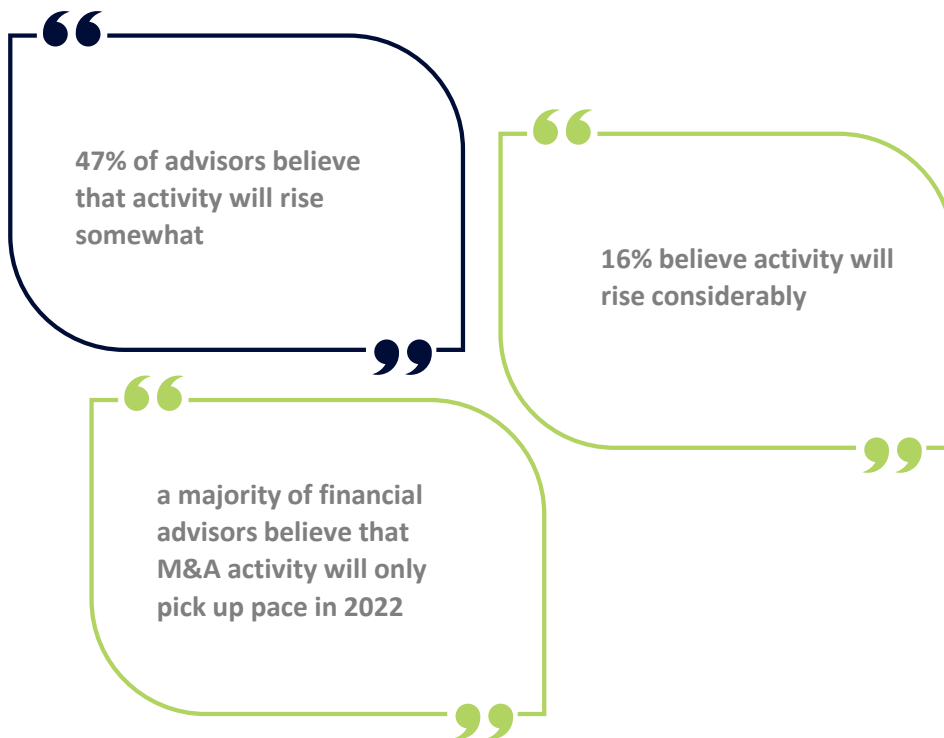 “
47% of advisors believe
that activity will rise
somewhat
”
“
16% believe activity will
rise considerably
”
“
a majority of financial
advisors believe that
M&A activity will only
pick up pace in 2022
”